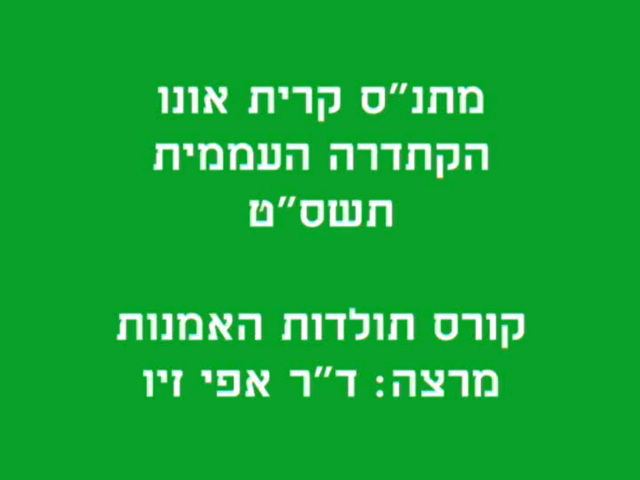 מתנ"ס קרית אונו
הקתדרה העממית
תשס"ט
קורס תולדות האמנות
מרצה: ד"ר אפי זיו